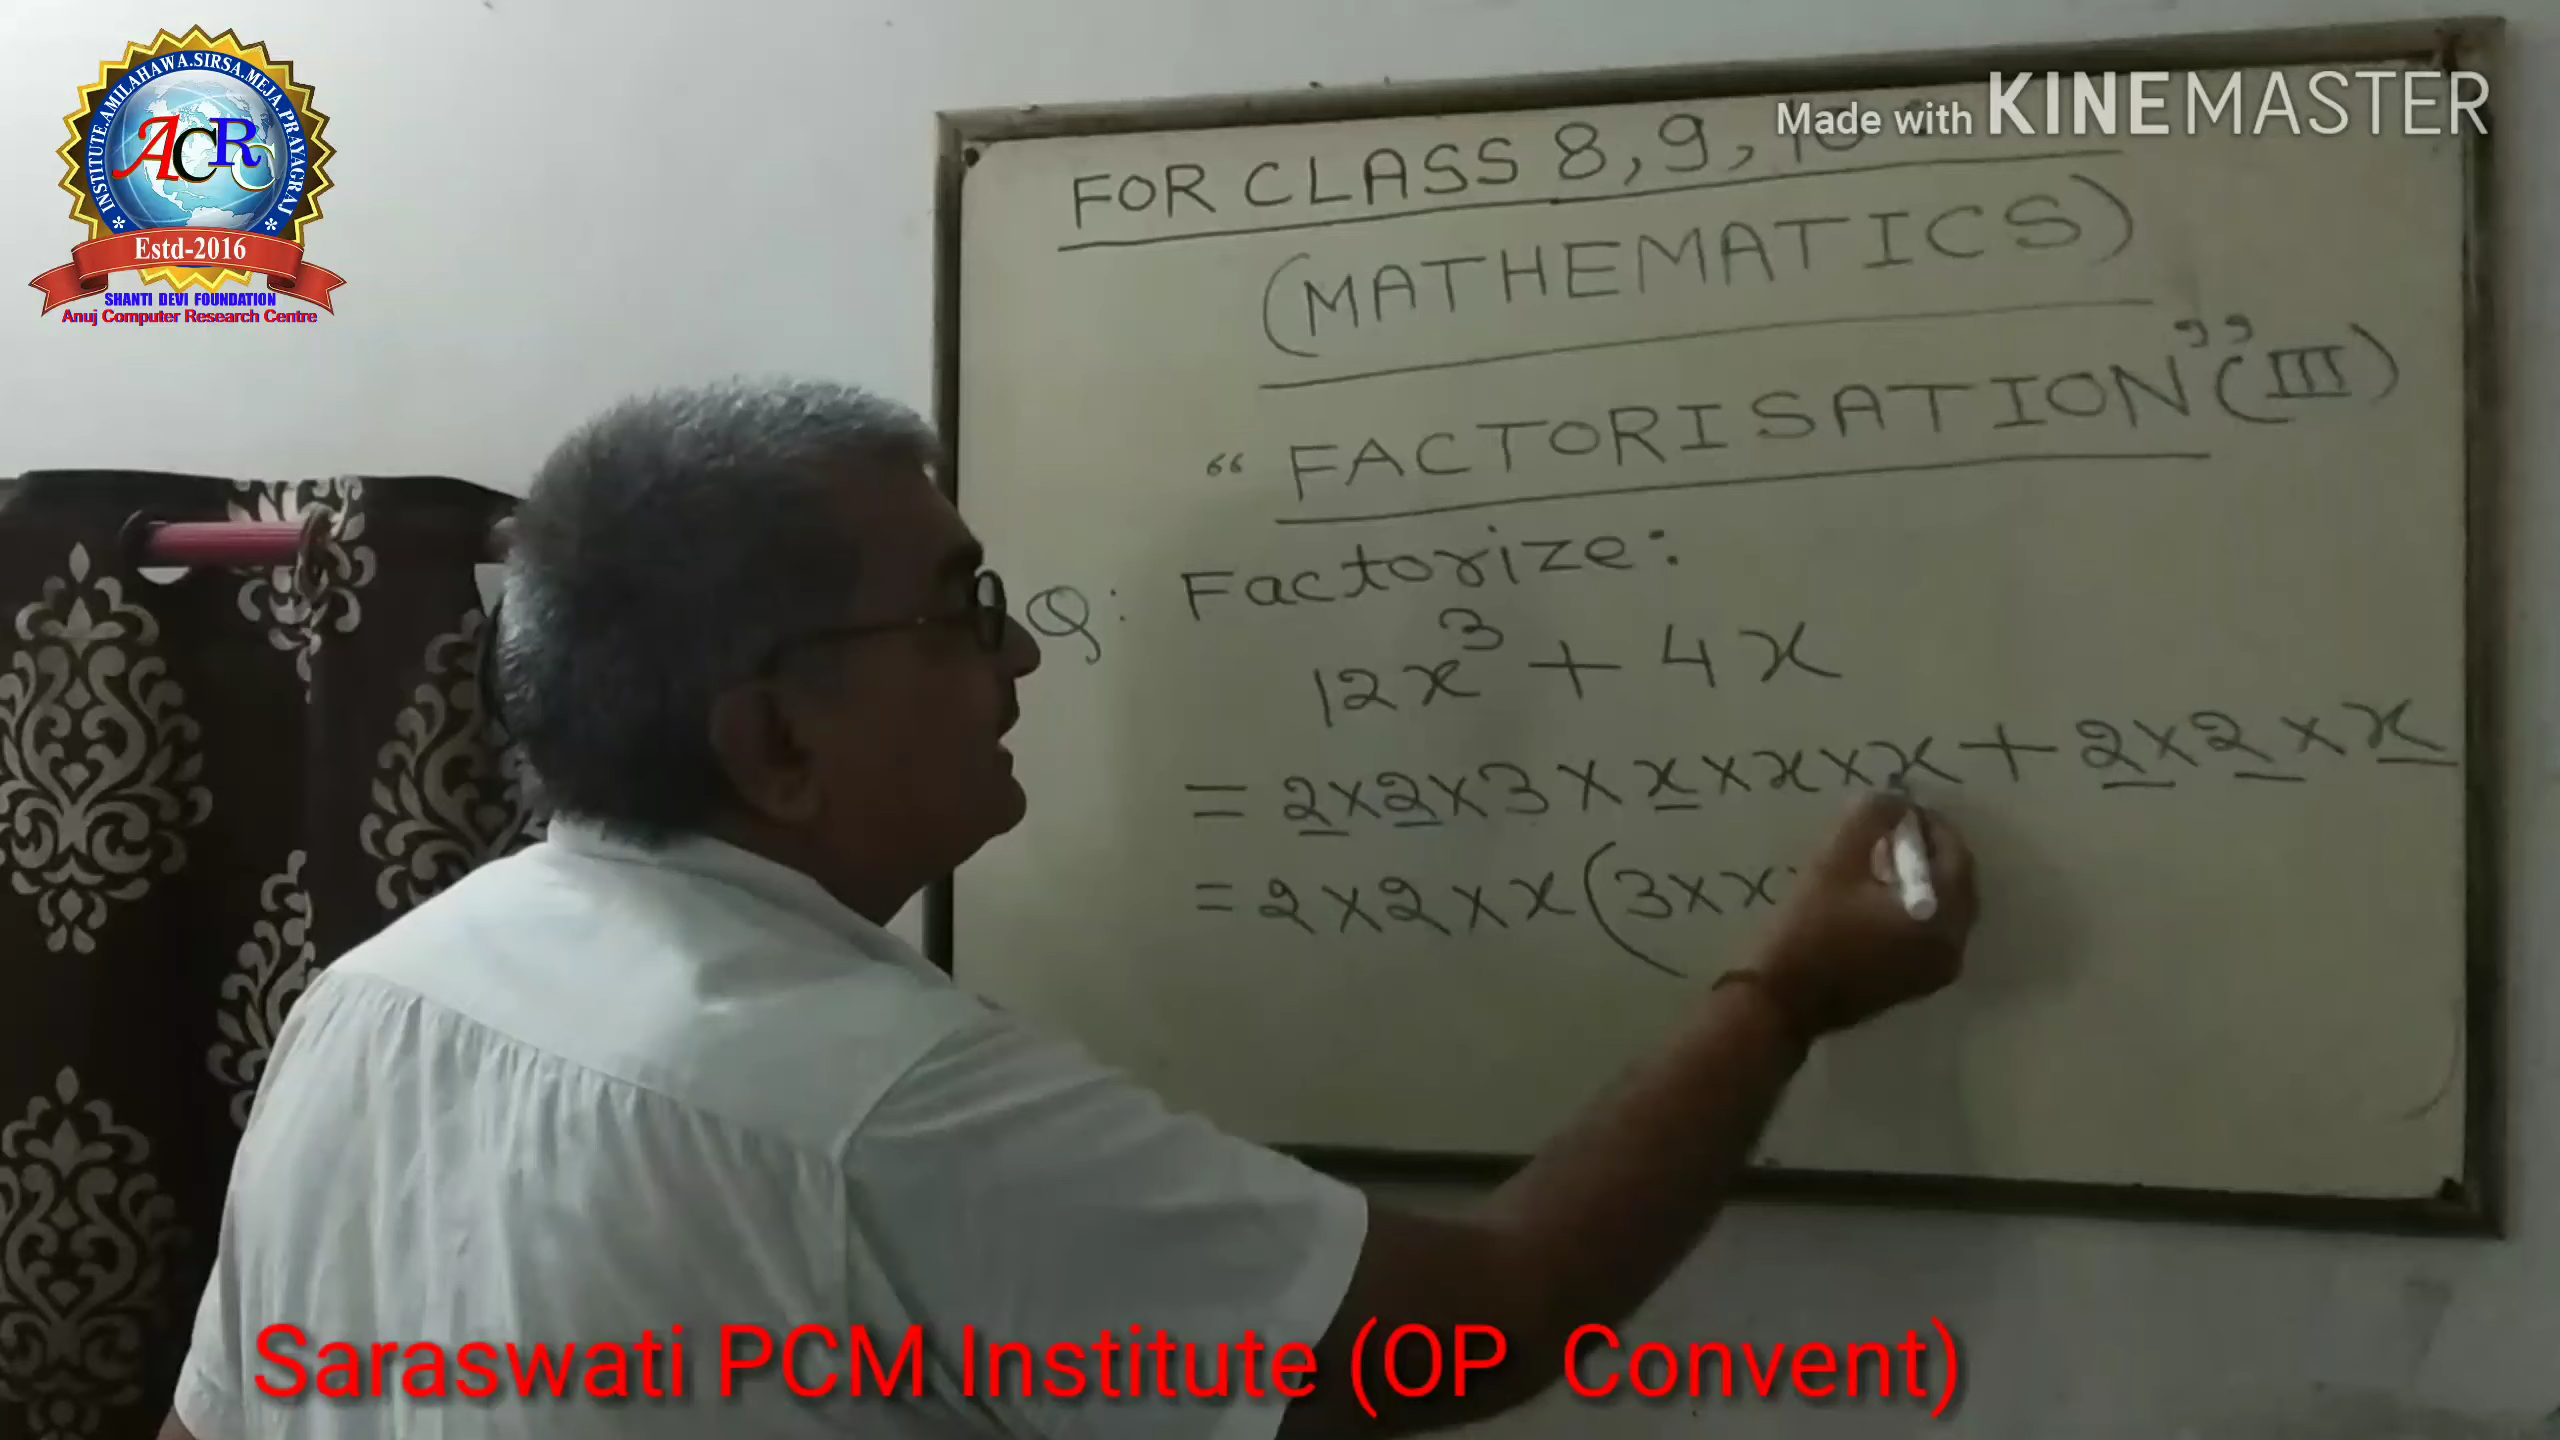 INSTITUTE.AMILAHAWA.SIRSA.MEJA.PRAYAGRAJ
ACRC
Estd-2016
SHANTI DEVI FOUNDATION
Anuj Computer Research Centre
Made with KINEMASTER
FOR CLASS 8, 9, 10
(MATHEMATICS)
“FACTORISATION” (III)
Q: Factorize:
12x³ + 4x
= 2×2×3×x×x×x + 2×2×x
= 2×2×x(3×x
Saraswati PCM Institute (OP Convent)